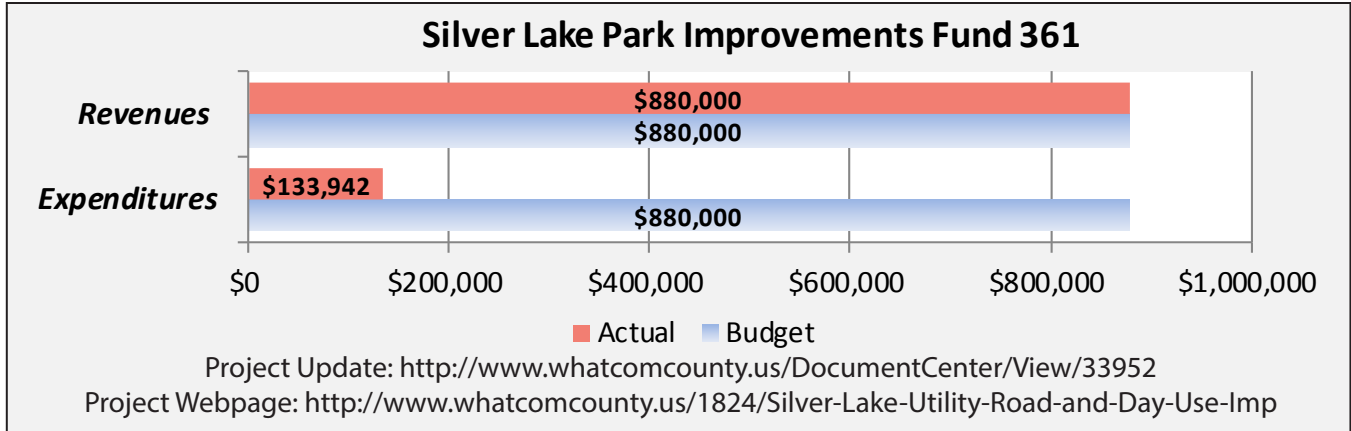 Silver Lake Park Improvements Fund 361
Revenues
$880,000
$880,000
Expenditures
$133,942
$880,000
$0 $200,000 $400,000 $600,000 $800,000 $1,000,000
Actual Budget
Project Update: http://www.whatcomcounty.us/DocumentCenter/View/33952
Project Webpage: http://www.whatcomcounty.us/1824/Silver-Lake-Utility-Road-and-Day-Use-Imp